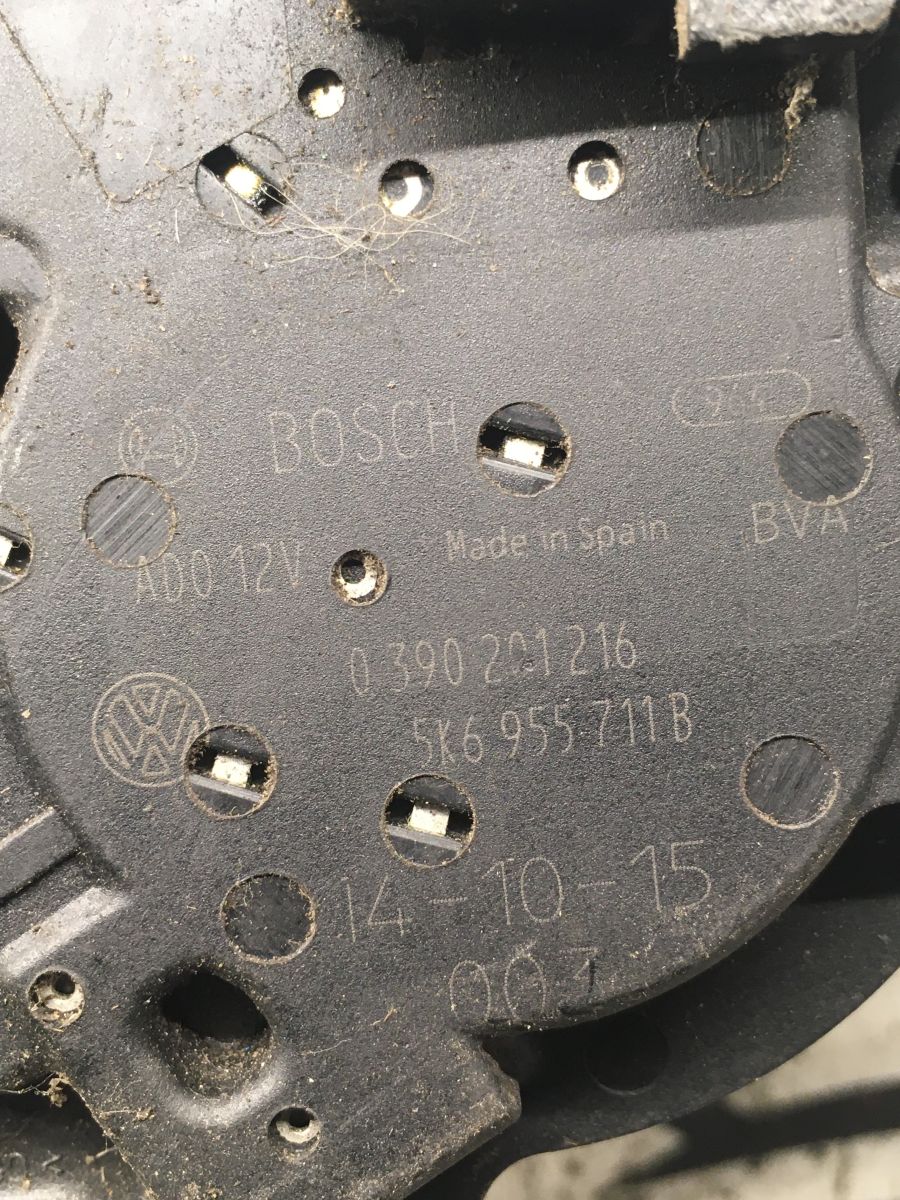 BOSCH
Made in Spain
BVA
AD0 12V
0 390 201 216
5K6 955 711 B
14-10-15